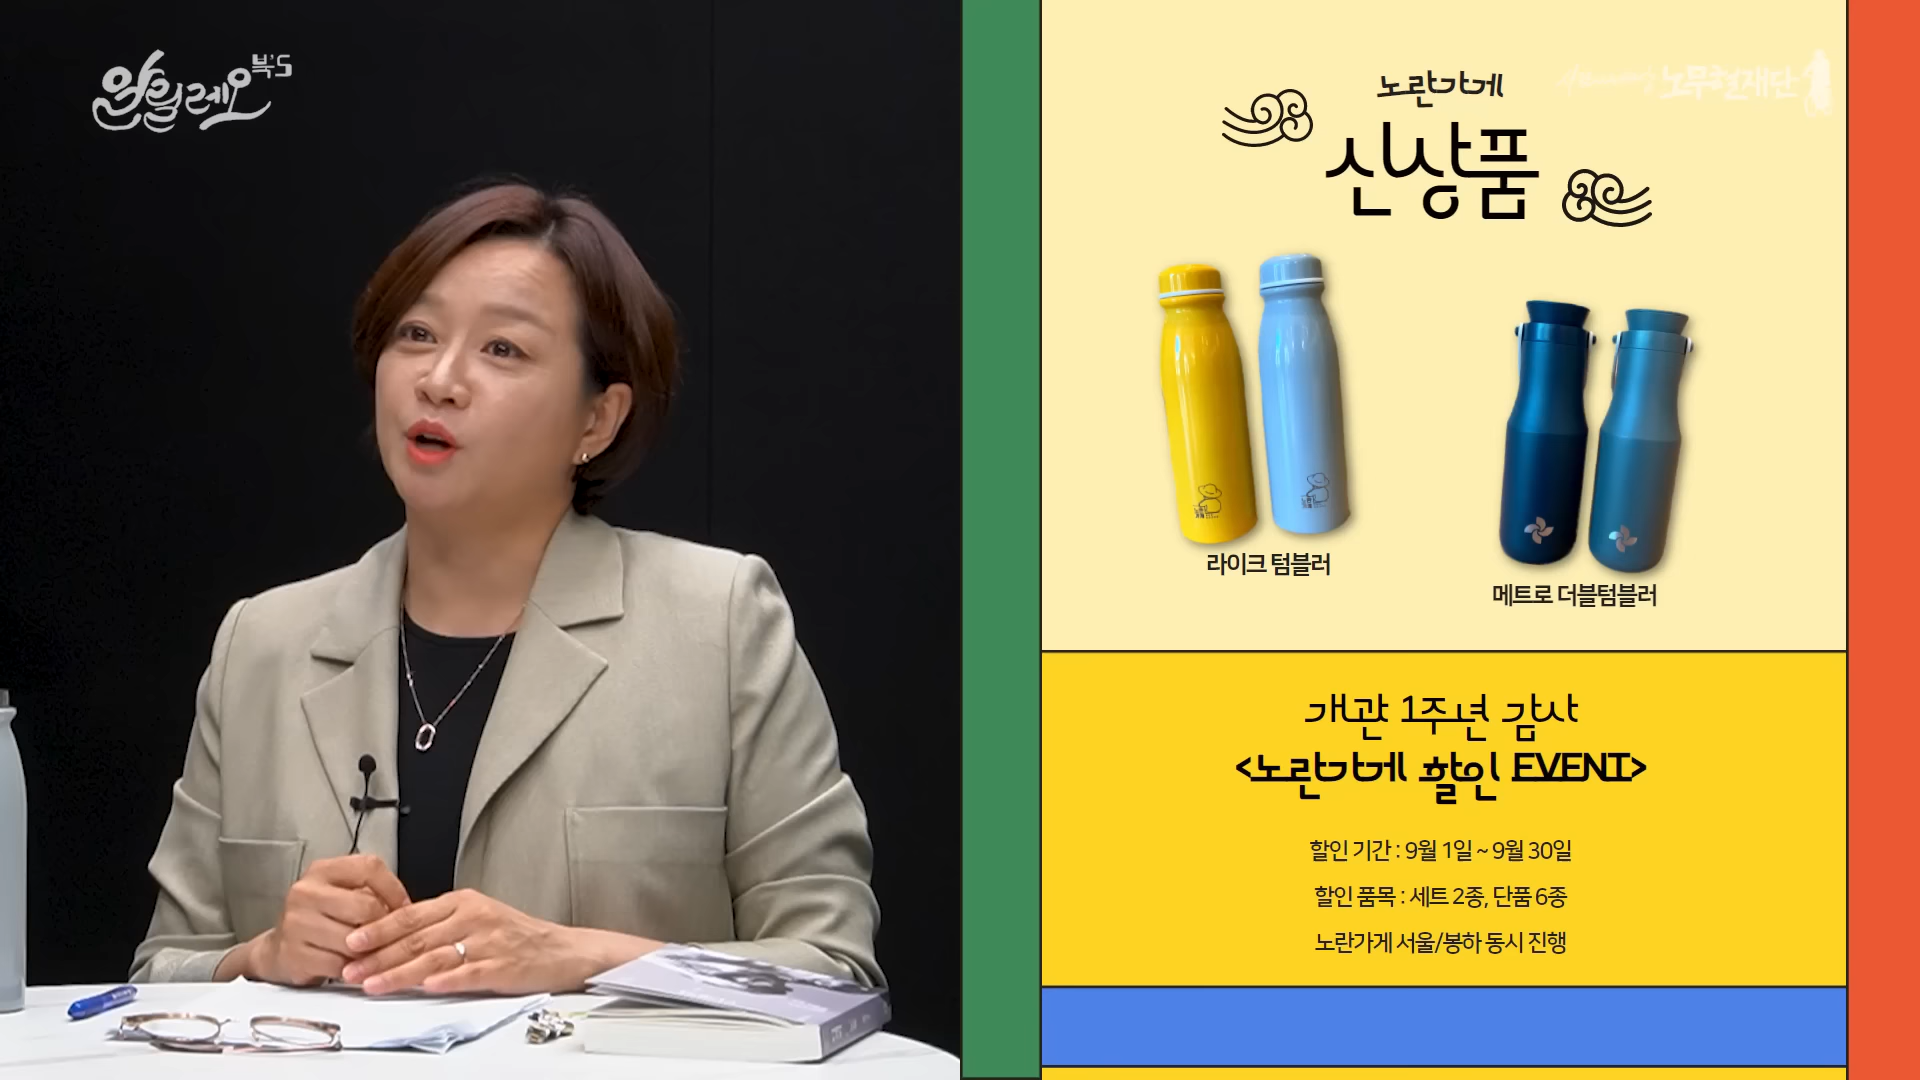 알릴레오 북's
노무현재단
노란가게
신상품
라이크 텀블러
메트로 더블텀블러
개관 1주년 감사
<노란가게 할인 EVENT>
할인 기간 : 9월 1일 ~ 9월 30일
할인 품목 : 세트 2종, 단품 6종
노란가게 서울/봉하 동시 진행